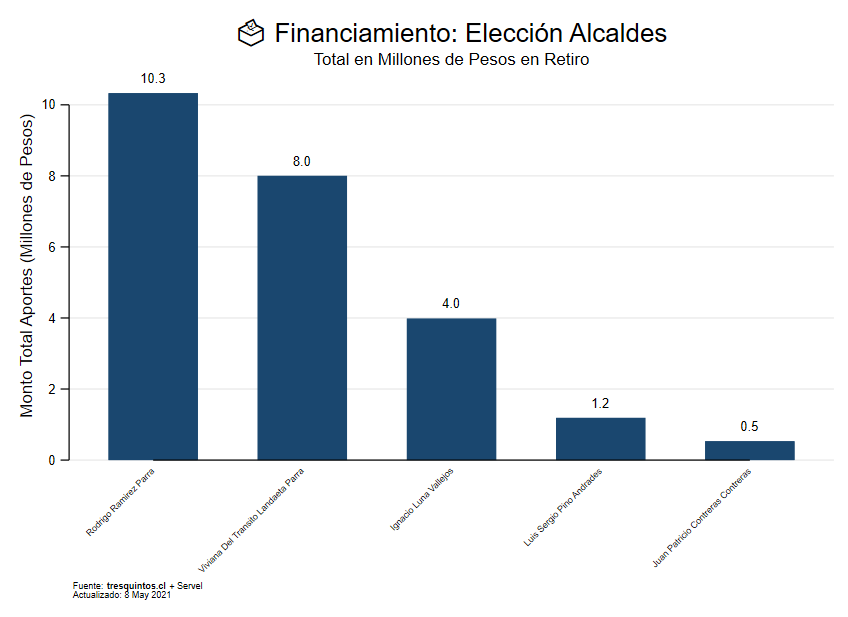 Financiamiento: Elección Alcaldes
Total en Millones de Pesos en Retiro
Monto Total Aportes (Millones de Pesos)
10
8
6
4
2
0
10.3
8.0
4.0
1.2
0.5
Rodrigo Ramirez Parra
Viviana Del Transito Landaeta Parra
Ignacio Luna Vallejos
Luis Sergio Pino Andrades
Juan Patricio Contreras Contreras
Fuente: tresquintos.cl + Servel
Actualizado: 8 May 2021